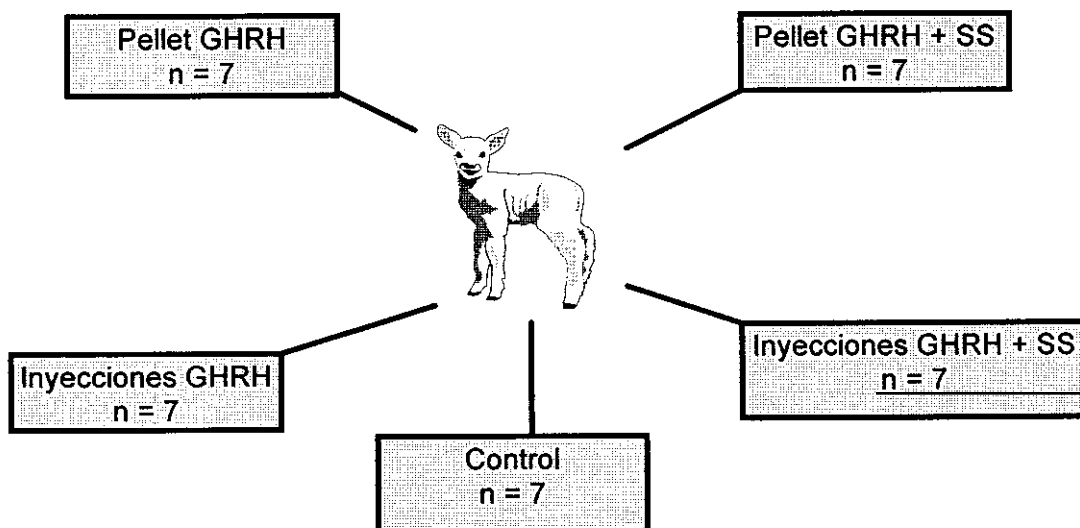 Pellet GHRH
n = 7
Pellet GHRH + SS
n = 7
Inyecciones GHRH
n = 7
Inyecciones GHRH + SS
n = 7
Control
n = 7